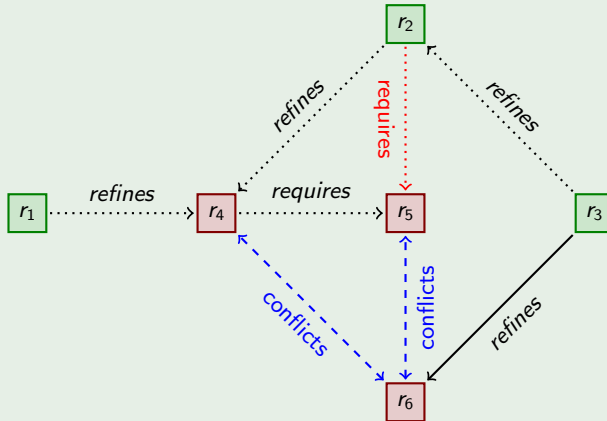 r2
refines
requires
refines
r1
refines
r4
requires
r5
r3
conflicts
conflicts
refines
r6